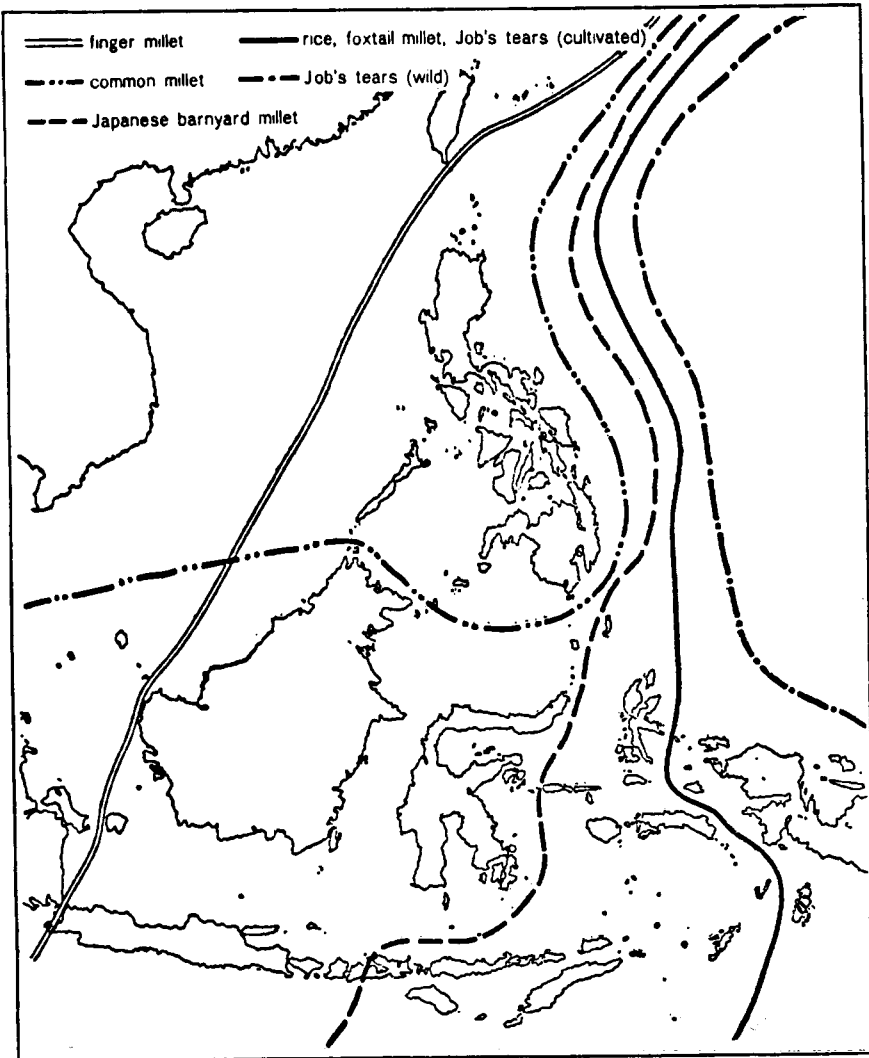 finger millet
rice, foxtail millet, Job's tears (cultivated)
common millet
Job's tears (wild)
Japanese barnyard millet